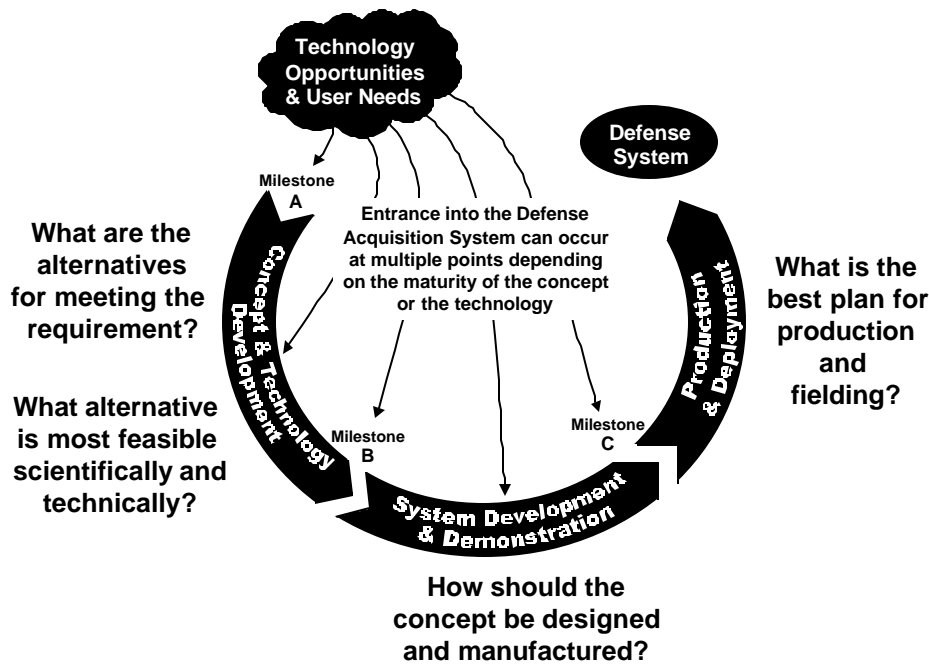 Technology
Opportunities
& User Needs
Defense
System
Milestone
A
Entrance into the Defense
Acquisition System can occur
at multiple points depending
on the maturity of the concept
or the technology
What are the
alternatives
for meeting the
requirement?
What alternative
is most feasible
scientifically and
technically?
Concept & Technology
Development
Milestone
B
System Development
& Demonstration
Milestone
C
Production
& Deployment
What is the
best plan for
production
and
fielding?
How should the
concept be designed
and manufactured?